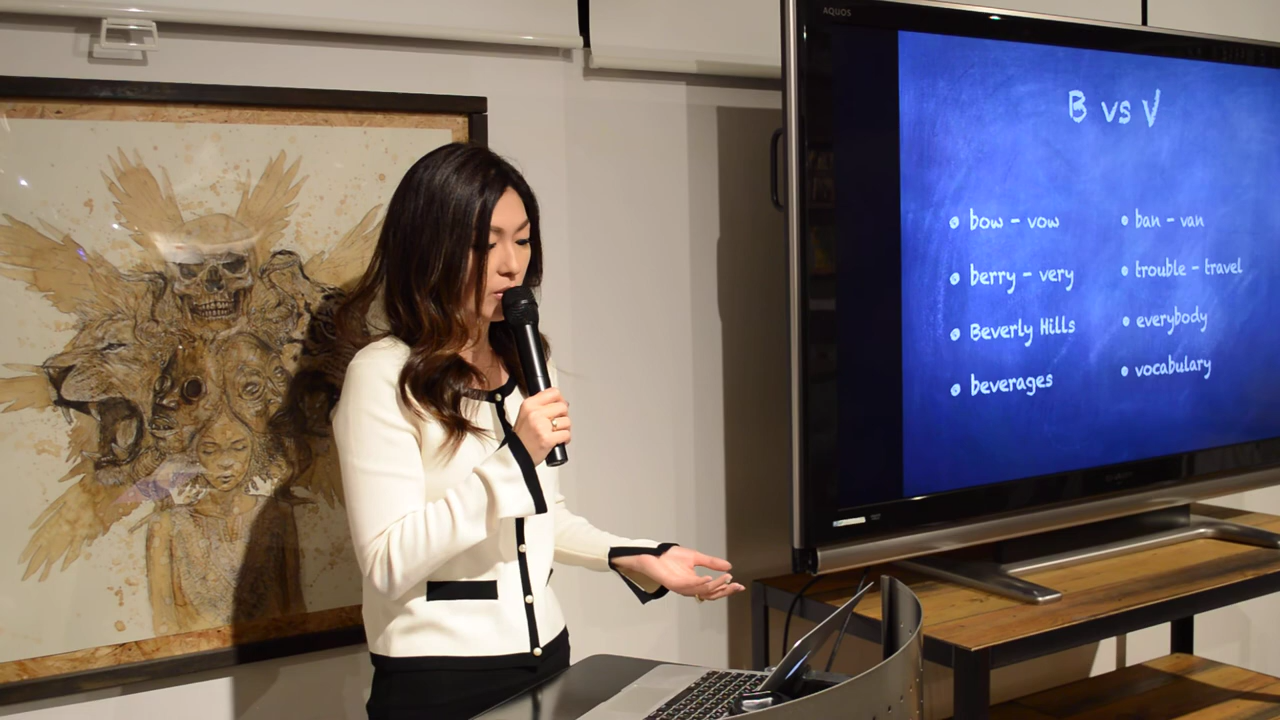 AQUOS
B vs V
• bow - vow
• berry - very
• Beverly Hills
• beverages
• ban - van
• trouble - travel
• everybody
• vocabulary